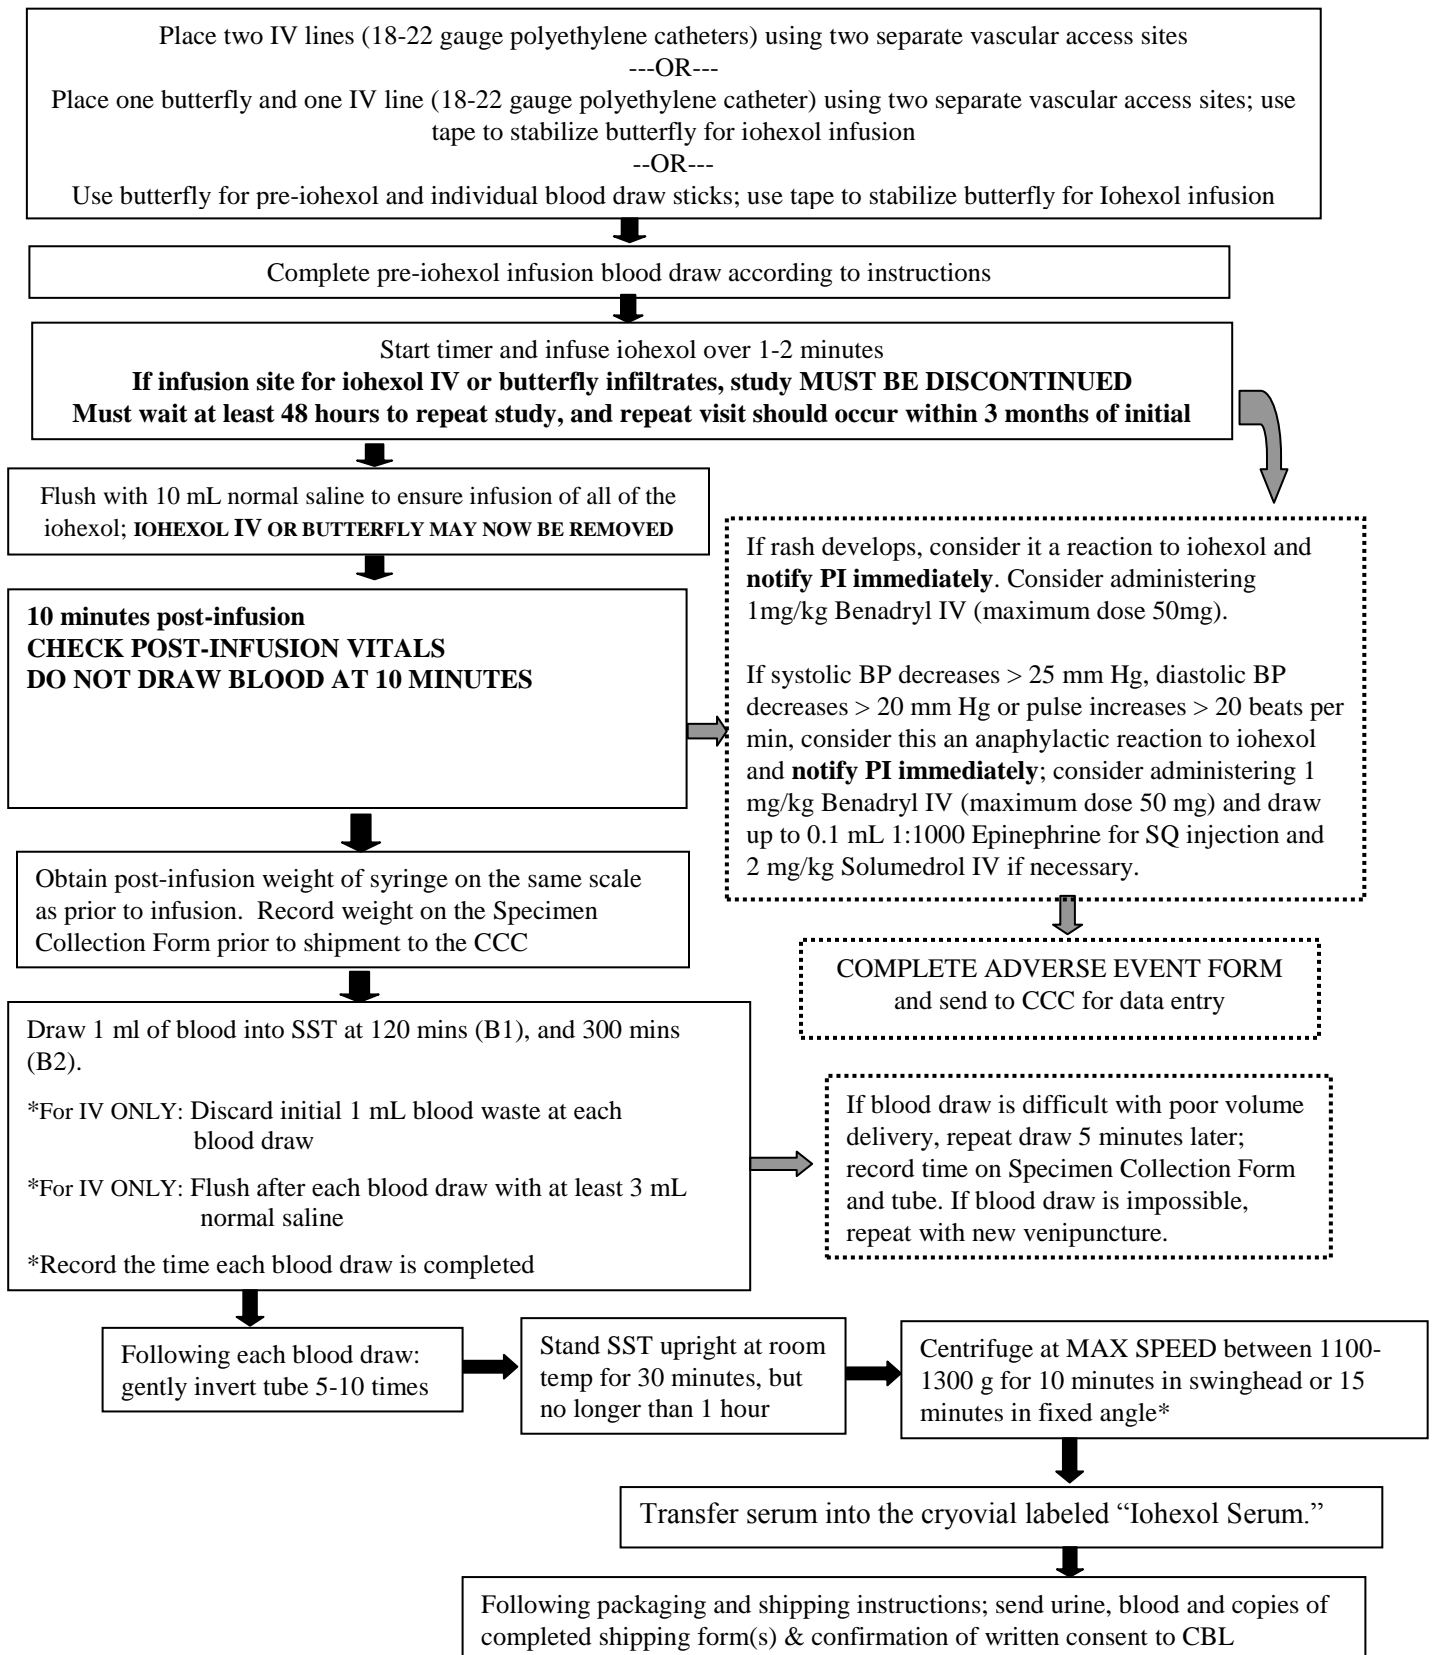 Place two IV lines (18-22 gauge polyethylene catheters) using two separate vascular access sites
---OR---
Place one butterfly and one IV line (18-22 gauge polyethylene catheter) using two separate vascular access sites; use
tape to stabilize butterfly for iohexol infusion
--OR---
Use butterfly for pre-iohexol and individual blood draw sticks; use tape to stabilize butterfly for Iohexol infusion
Complete pre-iohexol infusion blood draw according to instructions
Start timer and infuse iohexol over 1-2 minutes
If infusion site for iohexol IV or butterfly infiltrates, study MUST BE DISCONTINUED
Must wait at least 48 hours to repeat study, and repeat visit should occur within 3 months of initial
Flush with 10 mL normal saline to ensure infusion of all of the
iohexol; IOHEXOL IV OR BUTTERFLY MAY NOW BE REMOVED
10 minutes post-infusion
CHECK POST-INFUSION VITALS
DO NOT DRAW BLOOD AT 10 MINUTES
If rash develops, consider it a reaction to iohexol and
notify PI immediately. Consider administering
1mg/kg Benadryl IV (maximum dose 50mg).
If systolic BP decreases > 25 mm Hg, diastolic BP
decreases > 20 mm Hg or pulse increases > 20 beats per
min, consider this an anaphylactic reaction to iohexol
and notify PI immediately; consider administering 1
mg/kg Benadryl IV (maximum dose 50 mg) and draw
up to 0.1 mL 1:1000 Epinephrine for SQ injection and
2 mg/kg Solumedrol IV if necessary.
COMPLETE ADVERSE EVENT FORM
and send to CCC for data entry
Obtain post-infusion weight of syringe on the same scale
as prior to infusion. Record weight on the Specimen
Collection Form prior to shipment to the CCC
Draw 1 ml of blood into SST at 120 mins (B1), and 300 mins
(B2).
*For IV ONLY: Discard initial 1 mL blood waste at each
blood draw
*For IV ONLY: Flush after each blood draw with at least 3 mL
normal saline
*Record the time each blood draw is completed
If blood draw is difficult with poor volume
delivery, repeat draw 5 minutes later;
record time on Specimen Collection Form
and tube. If blood draw is impossible,
repeat with new venipuncture.
Following each blood draw:
gently invert tube 5-10 times
Stand SST upright at room
temp for 30 minutes, but
no longer than 1 hour
Centrifuge at MAX SPEED between 1100-
1300 g for 10 minutes in swinghead or 15
minutes in fixed angle*
Transfer serum into the cryovial labeled “Iohexol Serum.”
Following packaging and shipping instructions; send urine, blood and copies of
completed shipping form(s) & confirmation of written consent to CBL